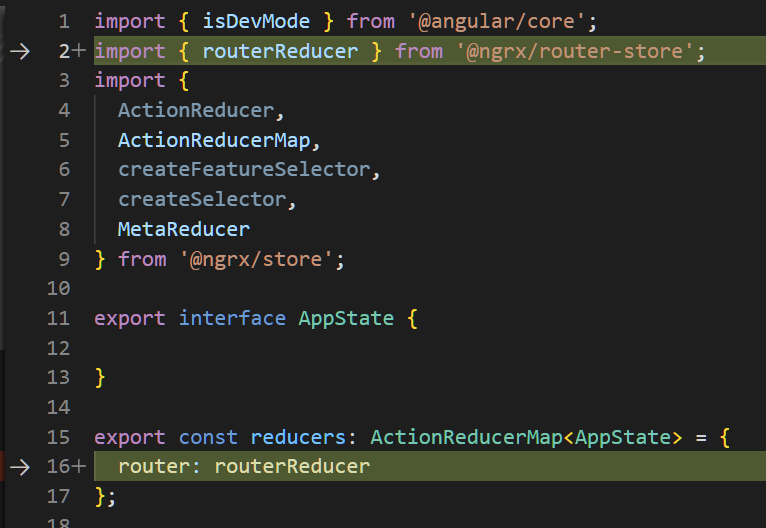 1 import { isDevMode } from '@angular/core';
2+ import { routerReducer } from '@ngrx/router-store';
3 import {
4   ActionReducer,
5   ActionReducerMap,
6   createFeatureSelector,
7   createSelector,
8   MetaReducer
9 } from '@ngrx/store';
10
11 export interface AppState {
12
13 }
14
15 export const reducers: ActionReducerMap<AppState> = {
16+   router: routerReducer
17 };
18